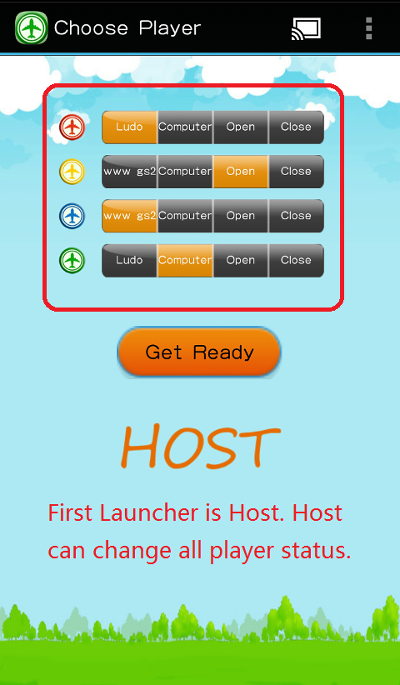 Choose Player
Ludo Computer Open Close
www gs2 Computer Open Close
www gs2 Computer Open Close
Ludo Computer Open Close
Get Ready
HOST
First Launcher is Host. Host
can change all player status.